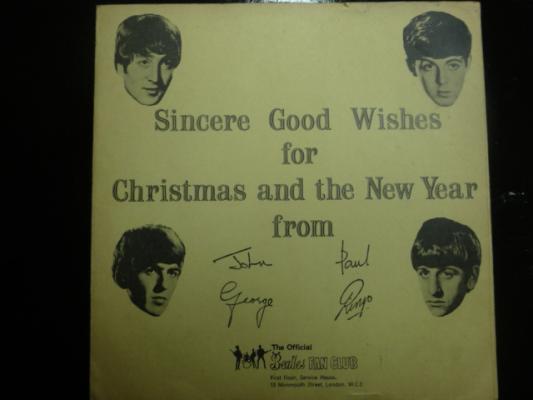 Sincere Good Wishes
for
Christmas and the New Year
from
John Paul
George Ringo
The Official
Beatles FAN CLUB
First Floor, Service House,
13 Monmouth Street, London, W.C.2